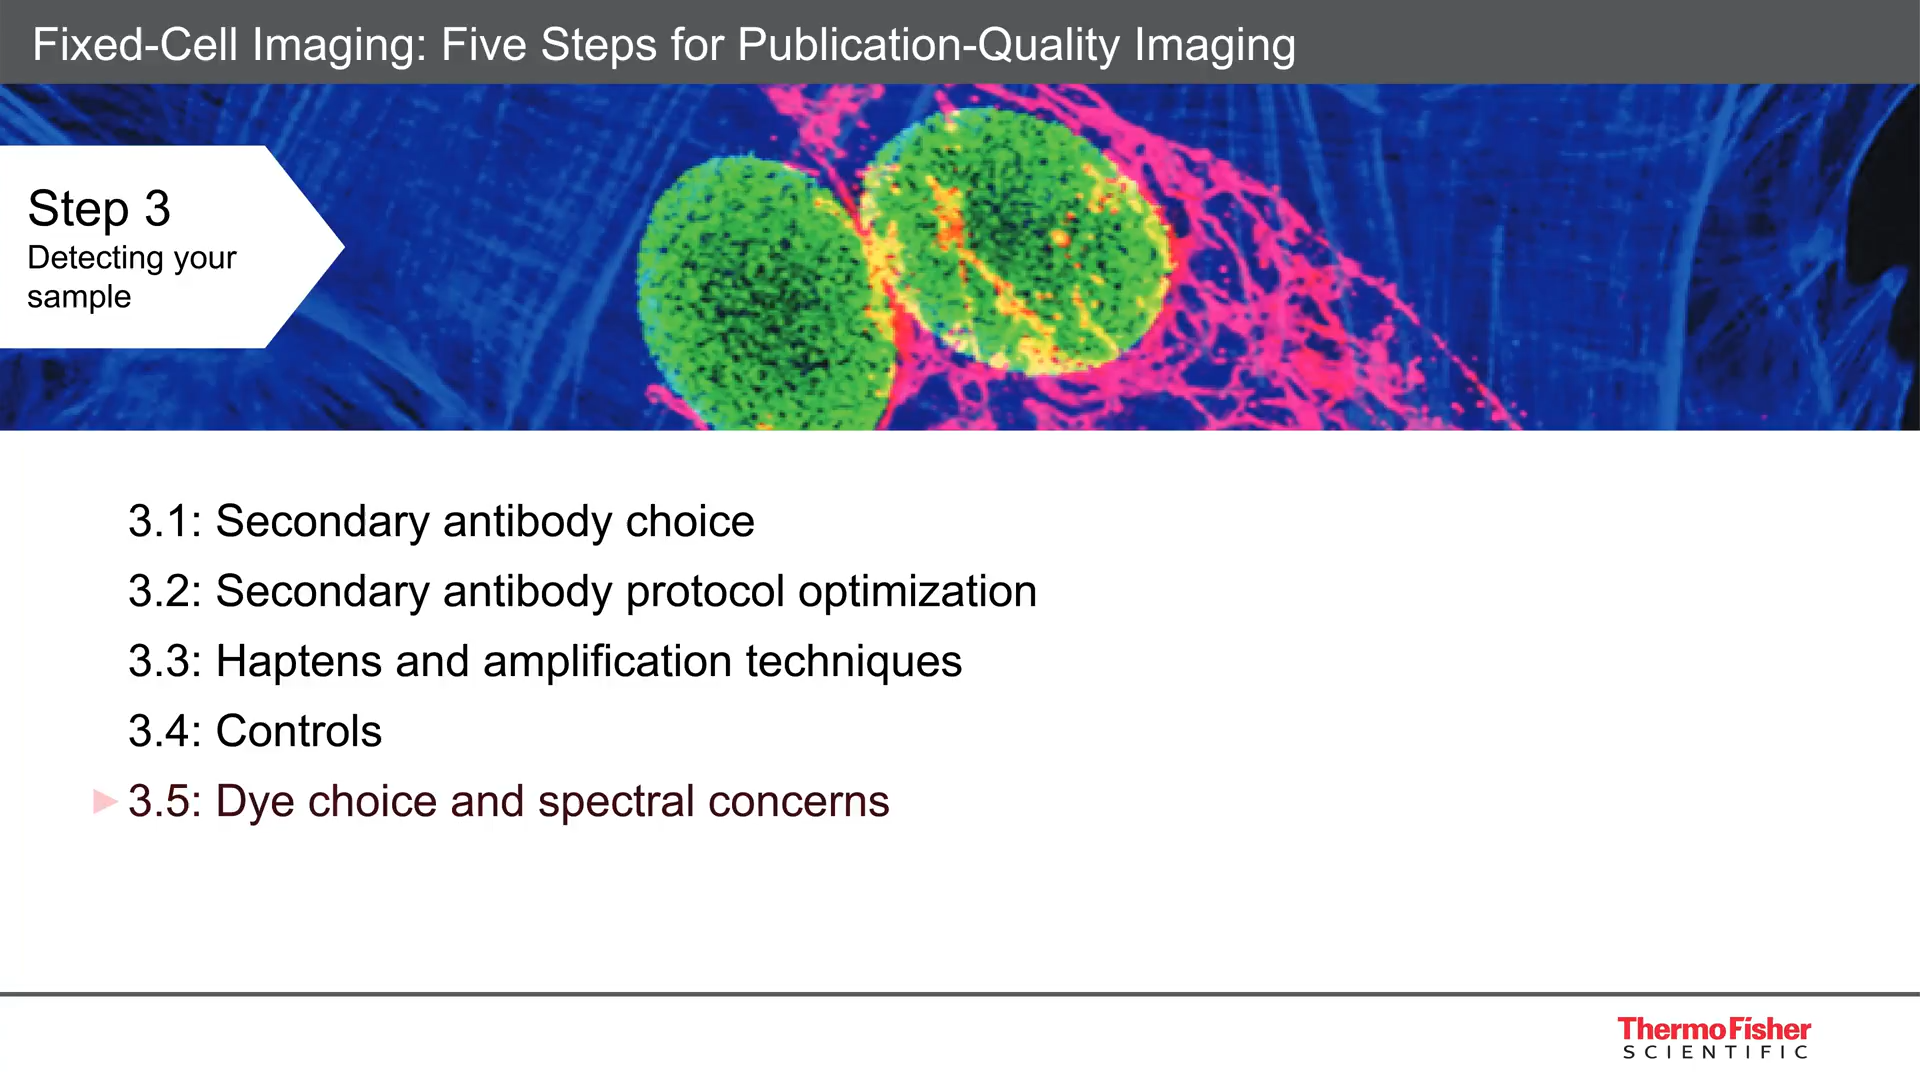 Fixed-Cell Imaging: Five Steps for Publication-Quality Imaging
Step 3
Detecting your
sample
3.1: Secondary antibody choice
3.2: Secondary antibody protocol optimization
3.3: Haptens and amplification techniques
3.4: Controls
3.5: Dye choice and spectral concerns
ThermoFisher
SCIENTIFIC